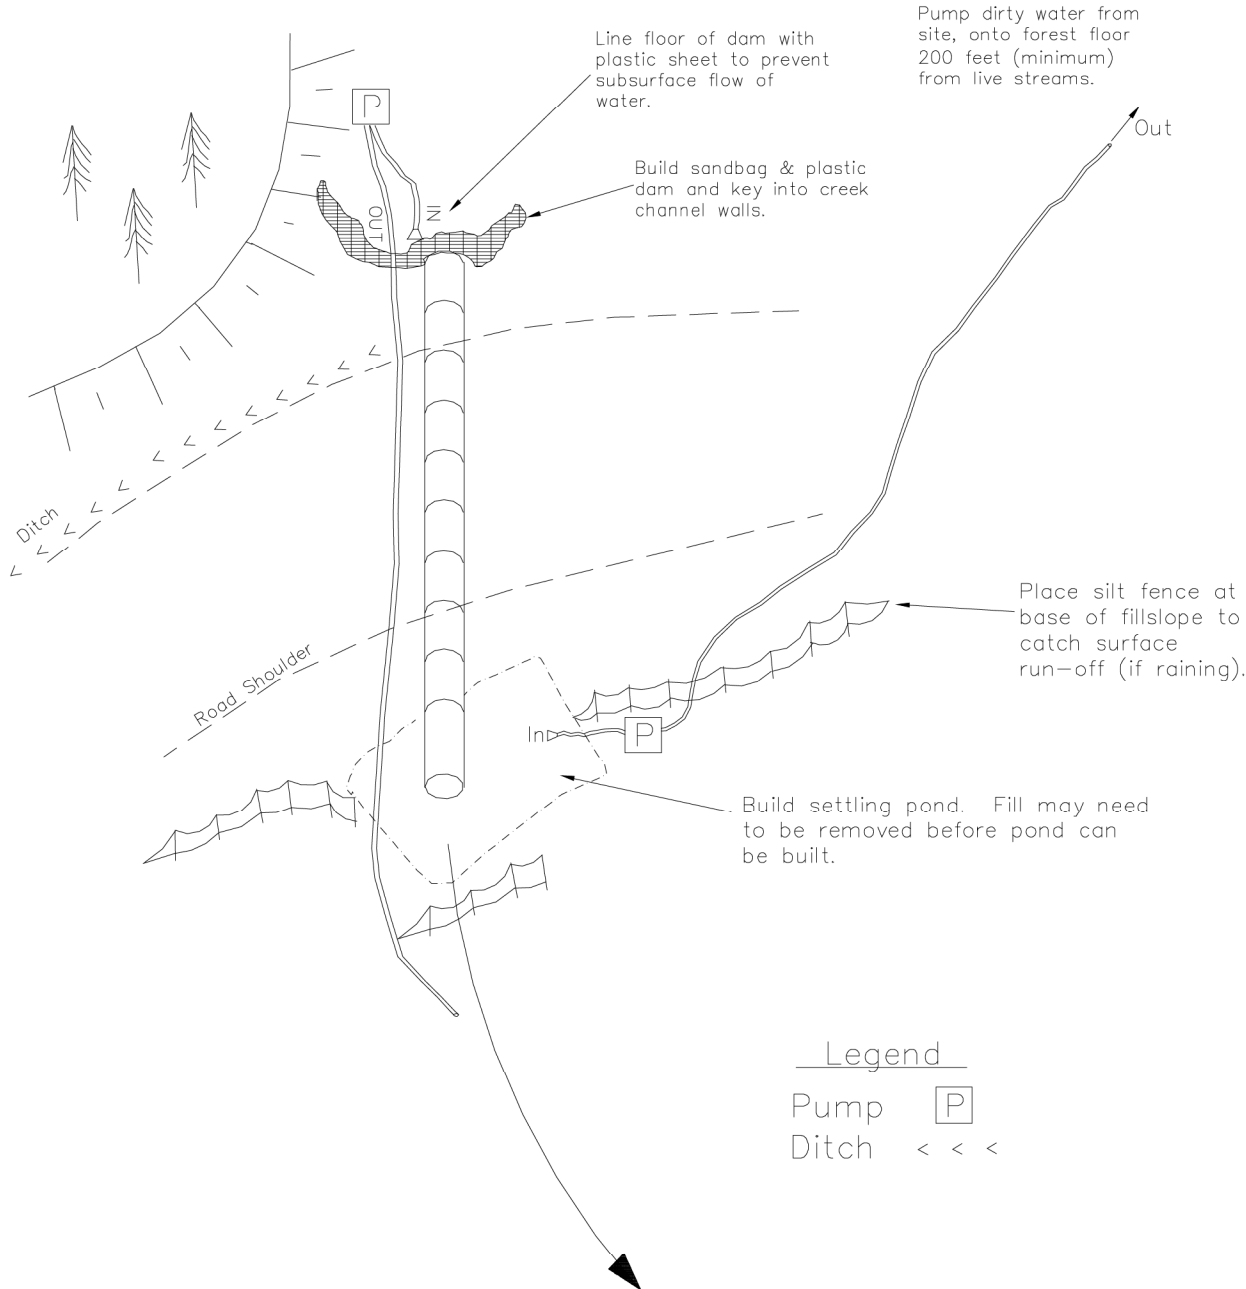 Pump dirty water from
site, onto forest floor
200 feet (minimum)
from live streams.
Line floor of dam with
plastic sheet to prevent
subsurface flow of
water.
P
Out
Build sandbag & plastic
dam and key into creek
channel walls.
OUT
IN
Ditch
Place silt fence at
base of fillslope to
catch surface
run-off (if raining).
Road Shoulder
In
P
Build settling pond. Fill may need
to be removed before pond can
be built.
Legend
Pump P
Ditch < < <